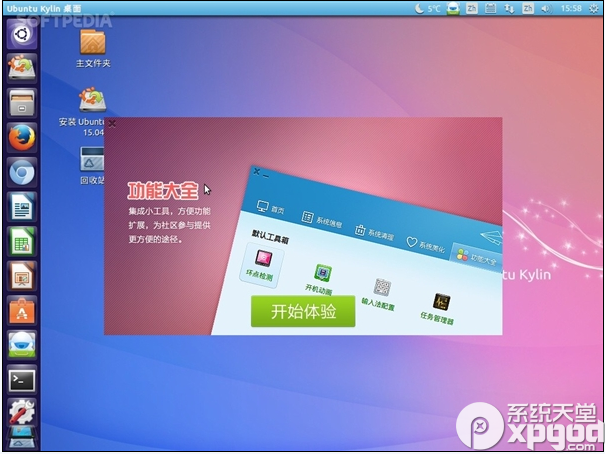 Ubuntu Kylin 桌面
5°C
Zh
Zh
15:58
SOFTPEDIA
主文件夹
安装 Ubuntu
15.04
回收站
功能大全
集成小工具，方便功能
扩展，为社区参与提供
更方便的途径。
首页
系统信息
系统清理
系统美化
功能大全
默认工具箱
坏点检测
开机动画
输入法配置
任务管理器
开始体验
tu Kylin
系统天堂
xpgod.com